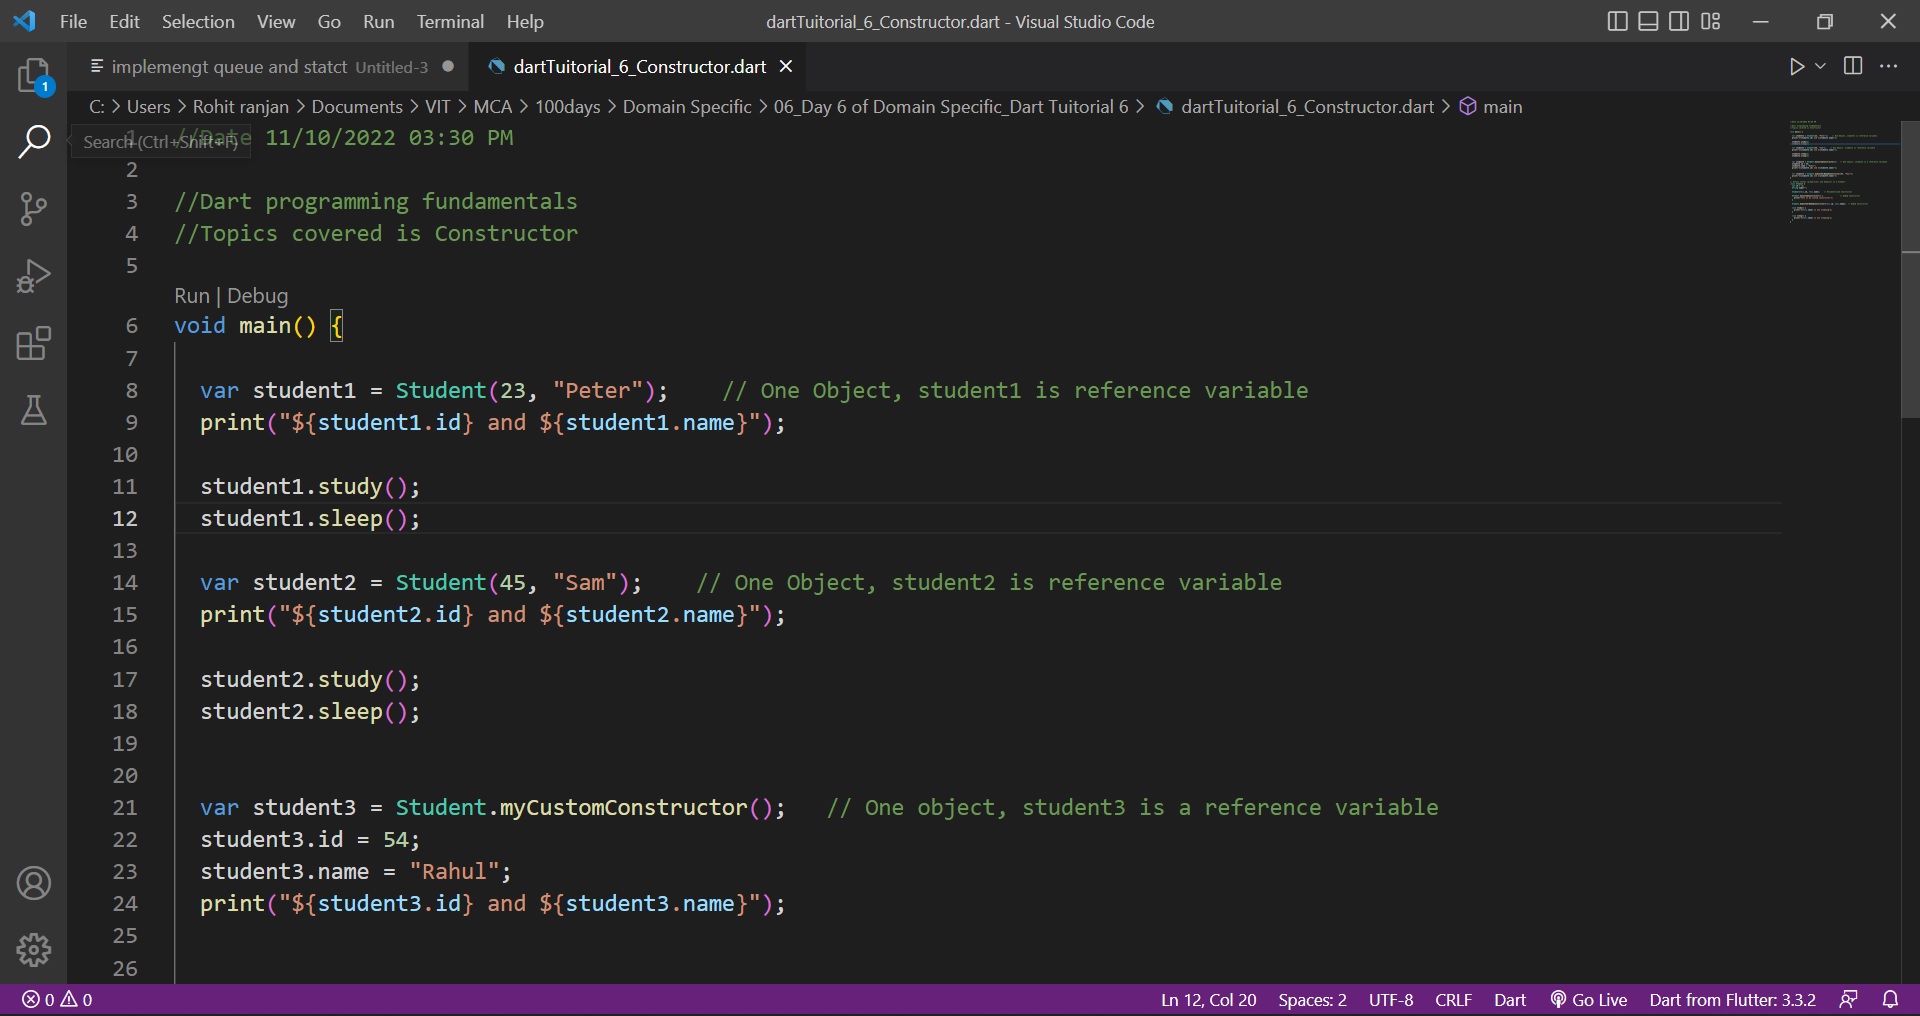 File Edit Selection View Go Run Terminal Help dartTuitorial_6_Constructor.dart - Visual Studio Code
implemengt queue and statct Untitled-3 dartTuitorial_6_Constructor.dart
C: > Users > Rohit ranjan > Documents > VIT > MCA > 100days > Domain Specific > 06_Day 6 of Domain Specific_Dart Tuitorial 6 > dartTuitorial_6_Constructor.dart > main
Search (Ctrl+Shift+F)
1 //Date 11/10/2022 03:30 PM
2
3 //Dart programming fundamentals
4 //Topics covered is Constructor
5
Run | Debug
6 void main() {
7
8 var student1 = Student(23, "Peter"); // One Object, student1 is reference variable
9 print("${student1.id} and ${student1.name}");
10
11 student1.study();
12 student1.sleep();
13
14 var student2 = Student(45, "Sam"); // One Object, student2 is reference variable
15 print("${student2.id} and ${student2.name}");
16
17 student2.study();
18 student2.sleep();
19
20
21 var student3 = Student.myCustomConstructor(); // One object, student3 is a reference variable
22 student3.id = 54;
23 student3.name = "Rahul";
24 print("${student3.id} and ${student3.name}");
25
26
1
0 0 Ln 12, Col 20 Spaces: 2 UTF-8 CRLF Dart Go Live Dart from Flutter: 3.3.2